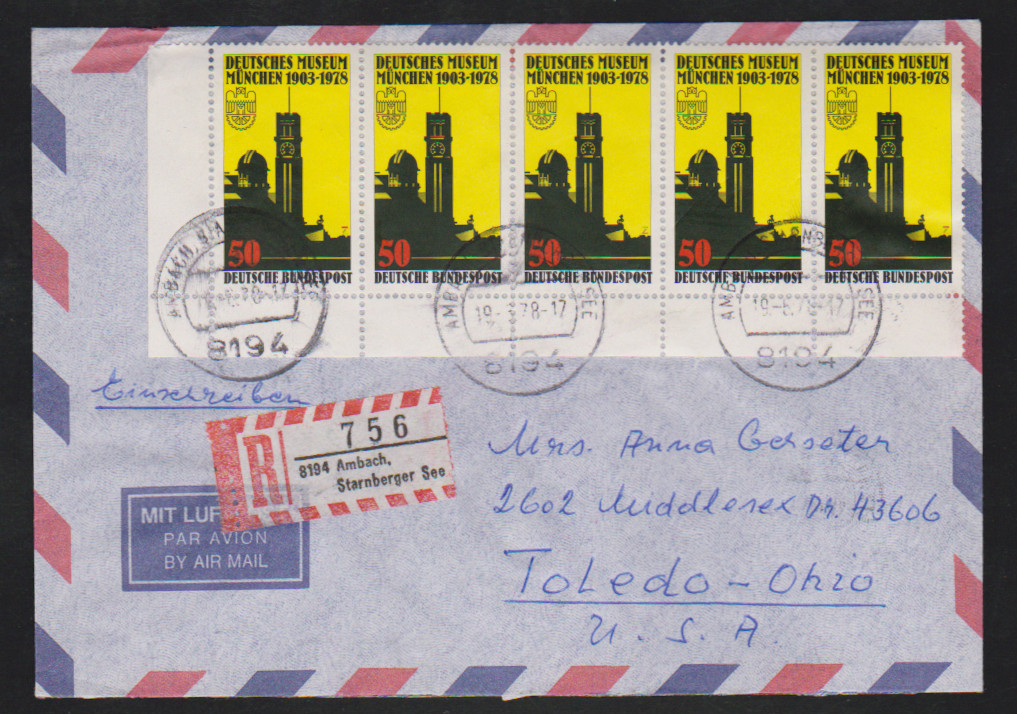 DEUTSCHES MUSEUM
MÜNCHEN 1903-1978
50
DEUTSCHE BUNDESPOST
DEUTSCHES MUSEUM
MÜNCHEN 1903-1978
50
DEUTSCHE BUNDESPOST
DEUTSCHES MUSEUM
MÜNCHEN 1903-1978
50
DEUTSCHE BUNDESPOST
DEUTSCHES MUSEUM
MÜNCHEN 1903-1978
50
DEUTSCHE BUNDESPOST
DEUTSCHES MUSEUM
MÜNCHEN 1903-1978
50
DEUTSCHE BUNDESPOST
AMBACH
8194
SEE
8194
SEE
8194
Einschreiben
R
756
8194 Ambach,
Starnberger See
MIT
PAR AVION
BY AIR MAIL
Mrs. Anna Gerseter
2602 Middlesex Dr. 43606
Toledo - Ohio
U. S. A.